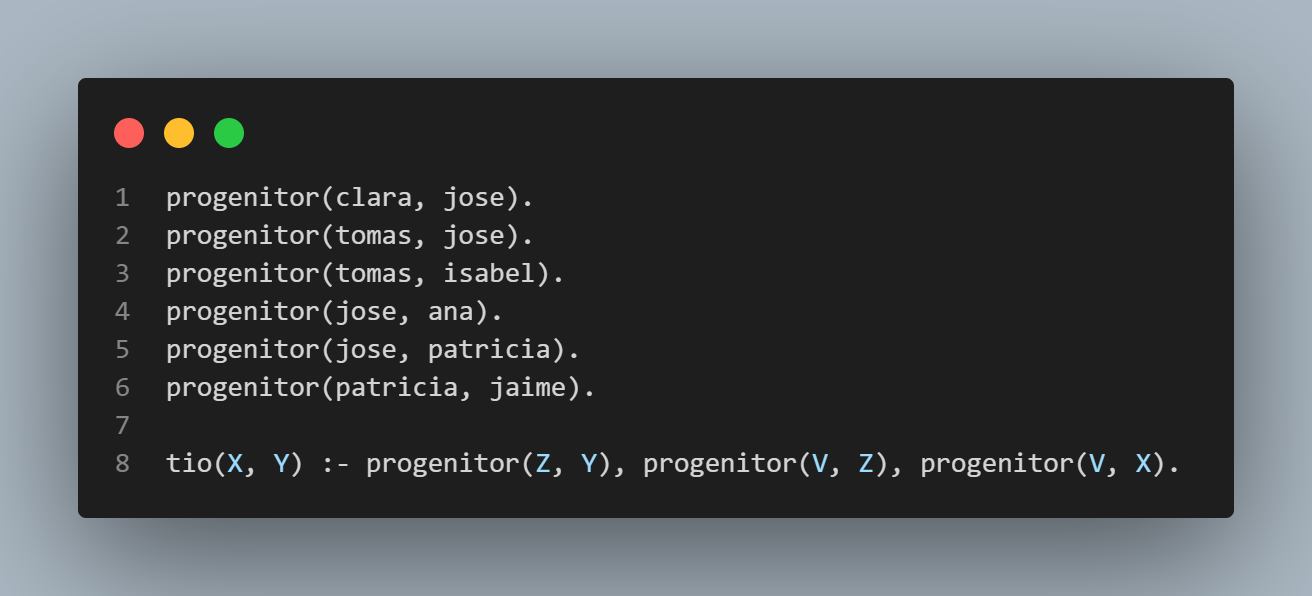 1 progenitor(clara, jose).
2 progenitor(tomas, jose).
3 progenitor(tomas, isabel).
4 progenitor(jose, ana).
5 progenitor(jose, patricia).
6 progenitor(patricia, jaime).
7
8 tio(X, Y) :- progenitor(Z, Y), progenitor(V, Z), progenitor(V, X).